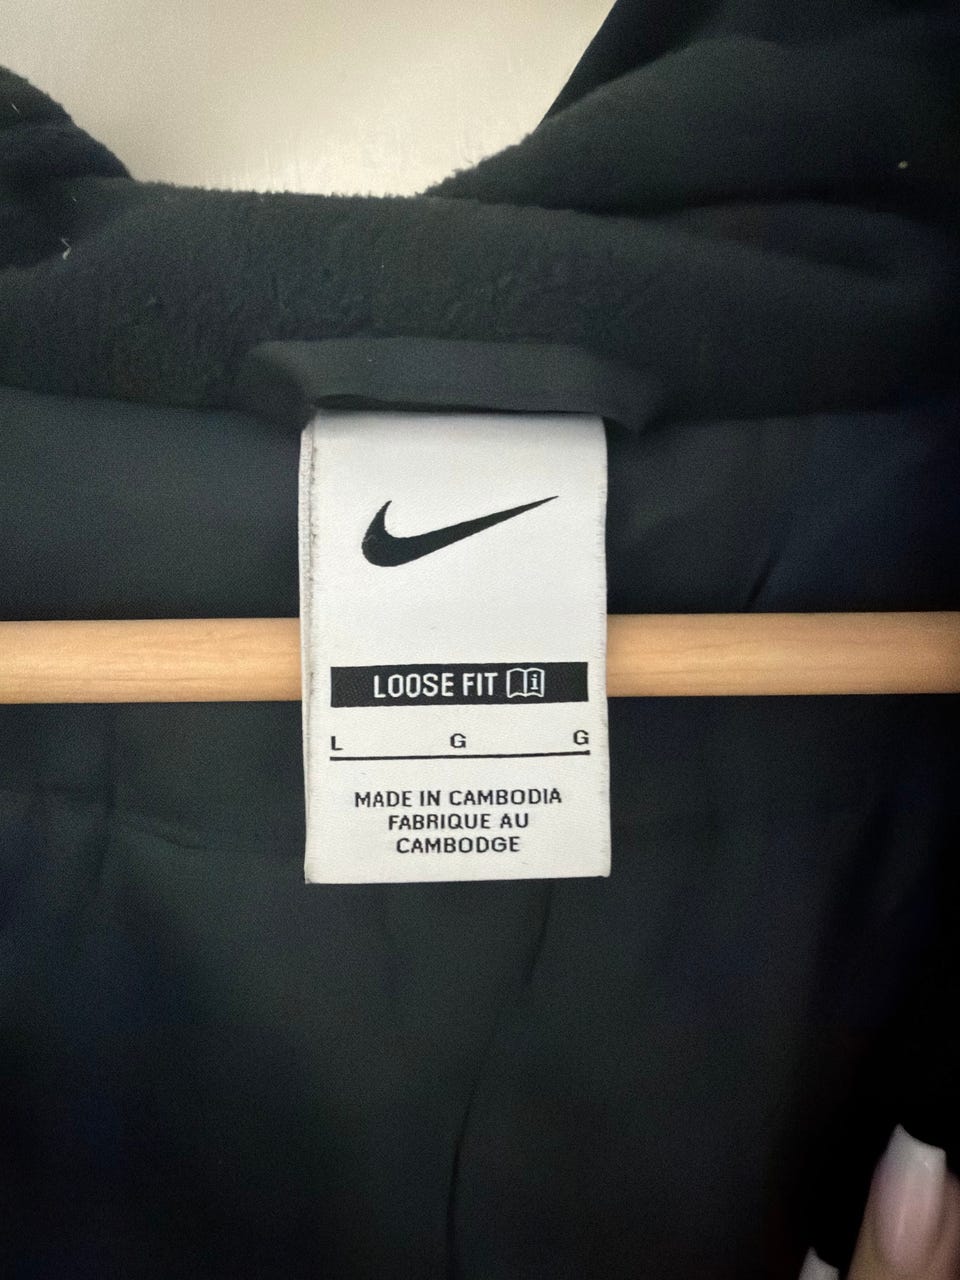 LOOSE FIT
L G G
MADE IN CAMBODIA
FABRIQUE AU
CAMBODGE